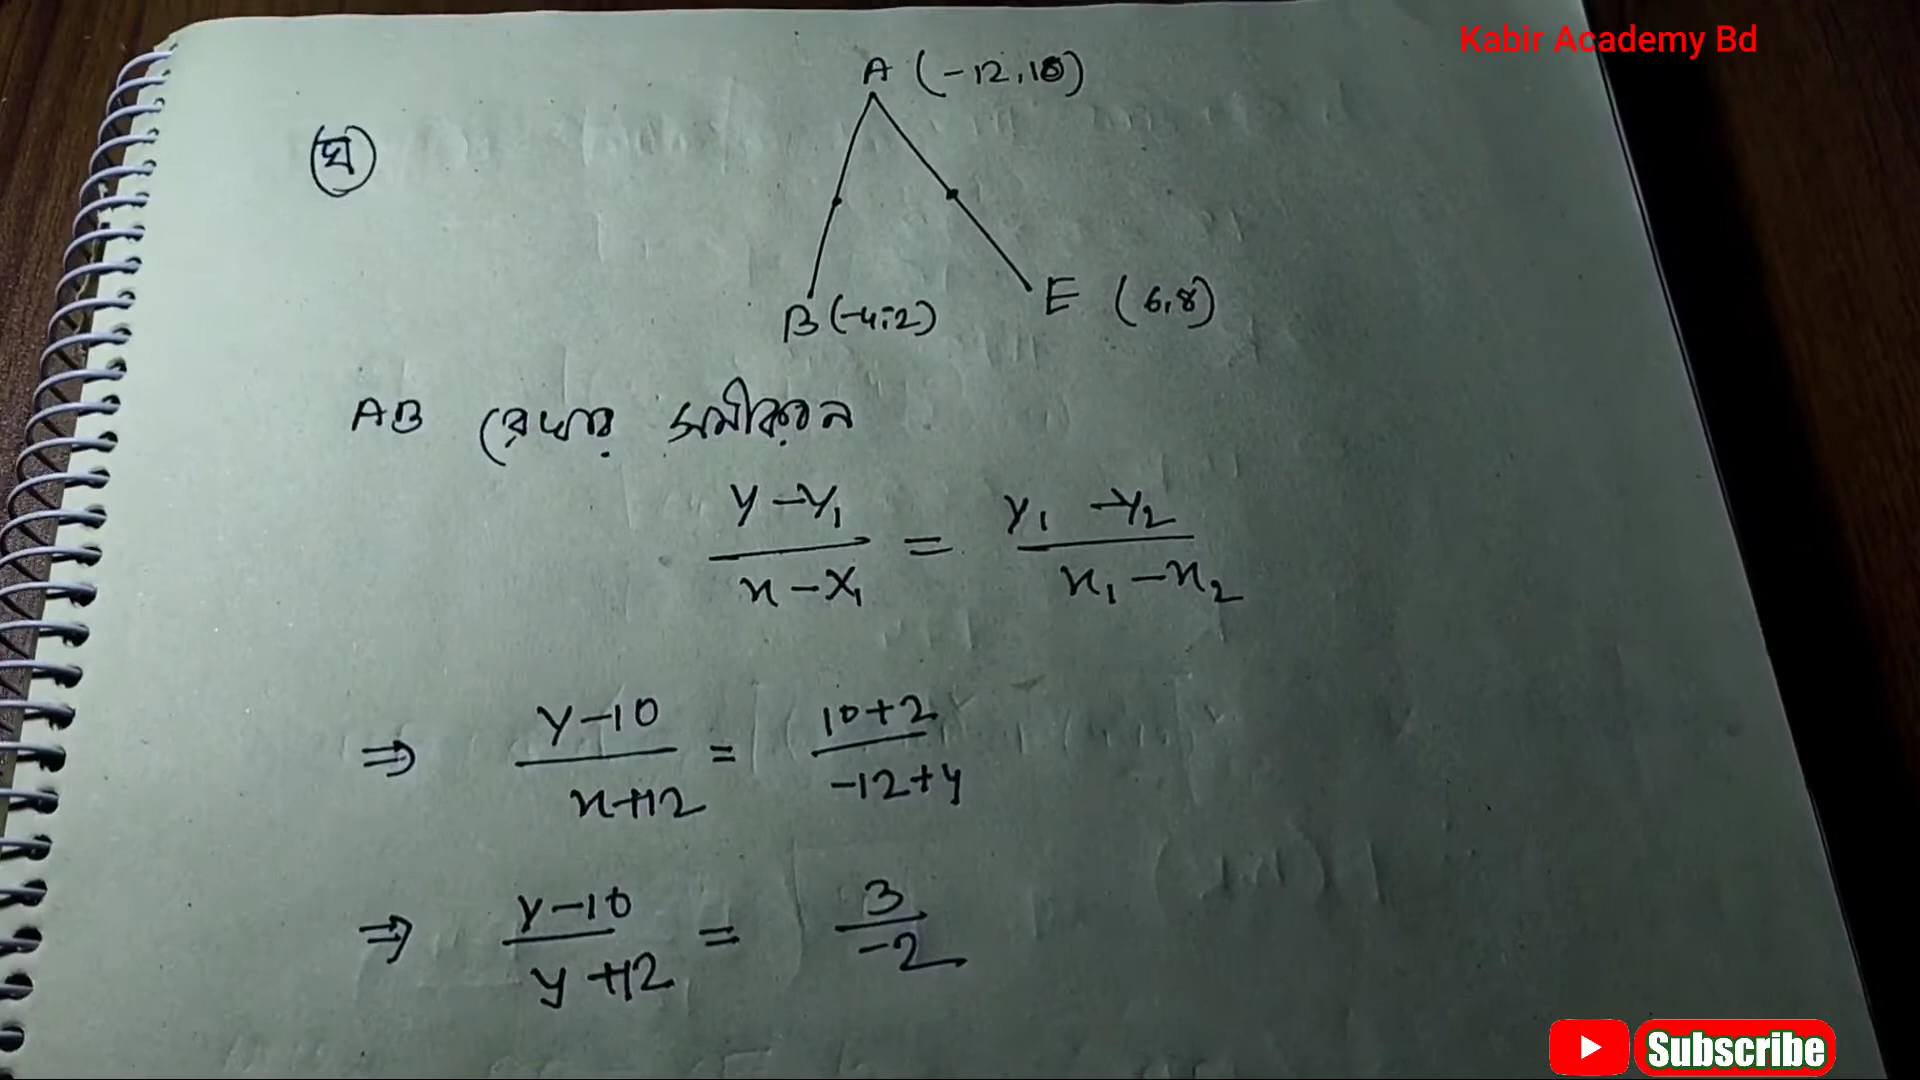 Kabir Academy Bd
A (-12,10)
ঘ
B(-4,-2)
E (6,8)
AB রেখার সমীকরন
y-y₁ / x-x₁ = y₁-y₂ / x₁-x₂
⇒ y-10 / x+12 = 10+2 / -12+4
⇒ y-10 / y+12 = 3 / -2
Subscribe